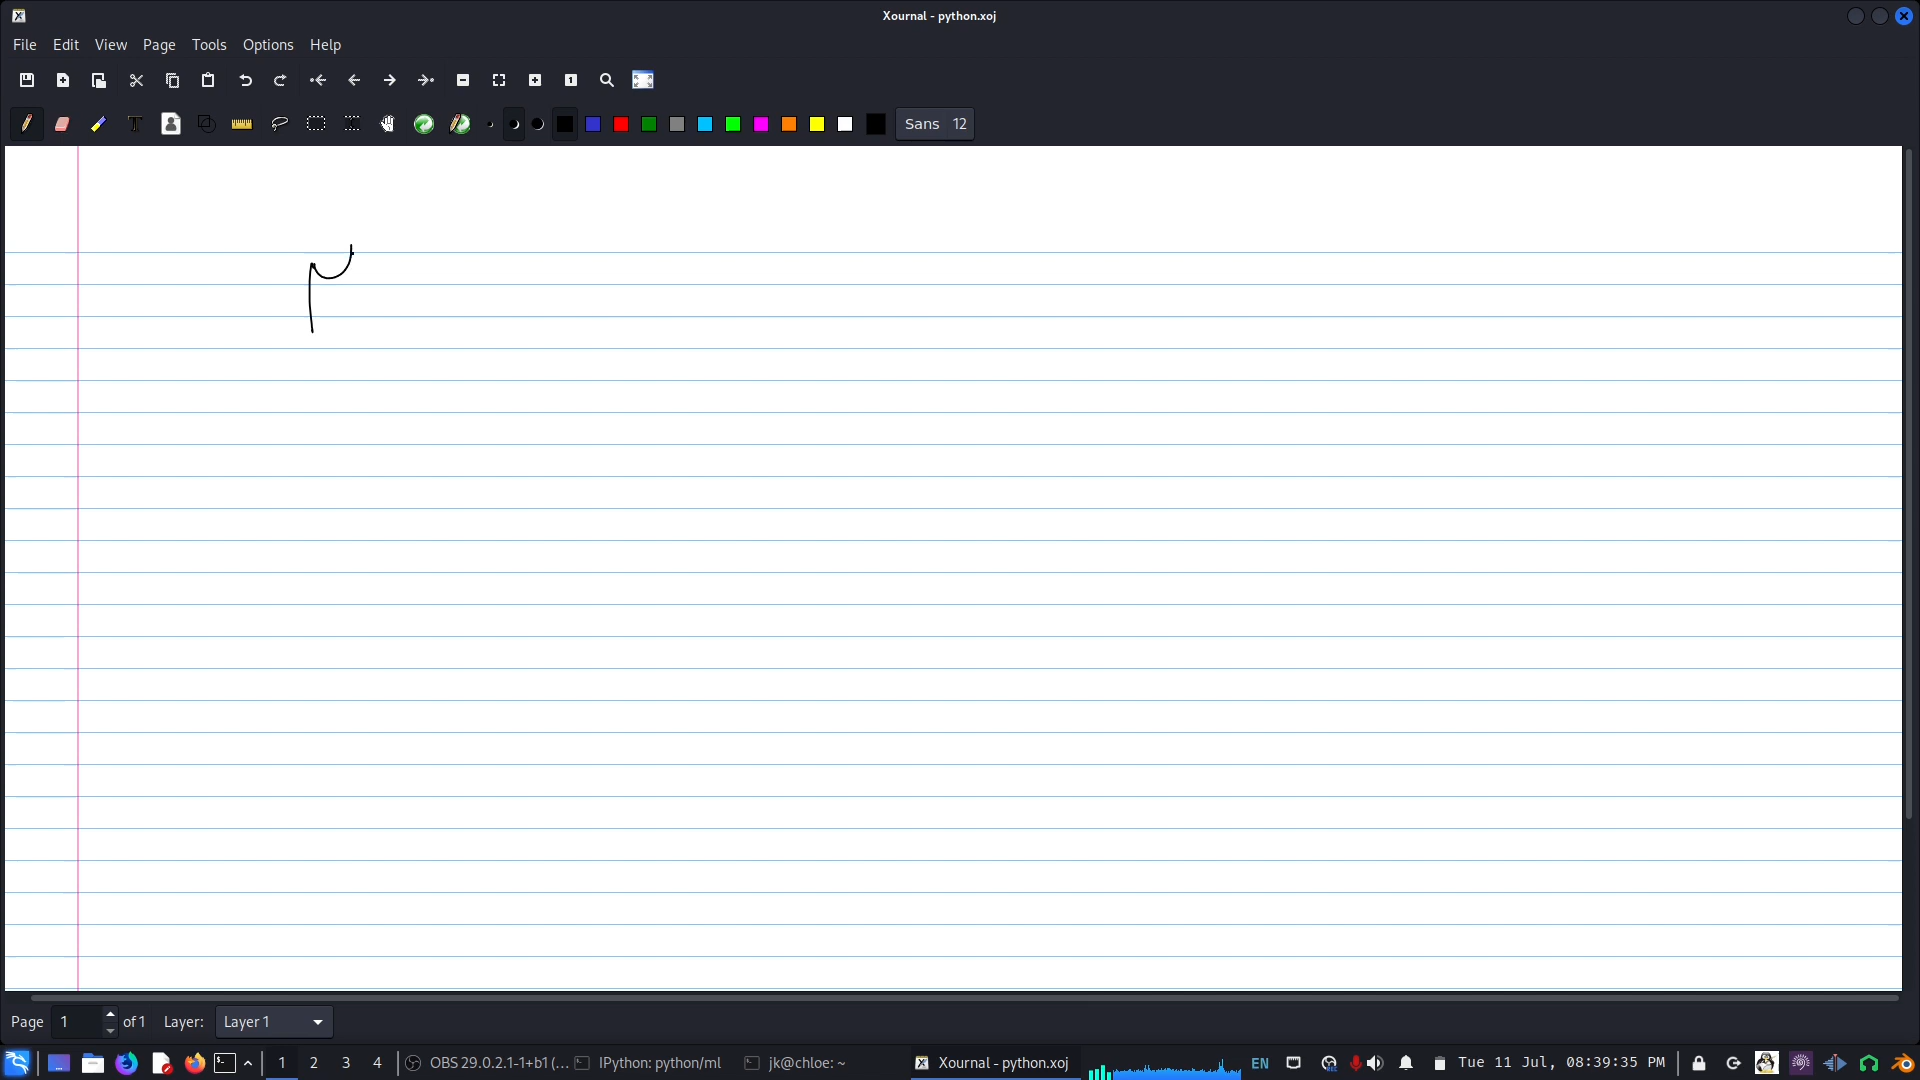 Xournal - python.xoj
File Edit View Page Tools Options Help
Sans 12
Page 1 of 1 Layer: Layer 1
1 2 3 4 OBS 29.0.2.1-1+b1 (... IPython: python/ml jk@chloe: ~ Xournal - python.xoj EN Tue 11 Jul, 08:39:35 PM